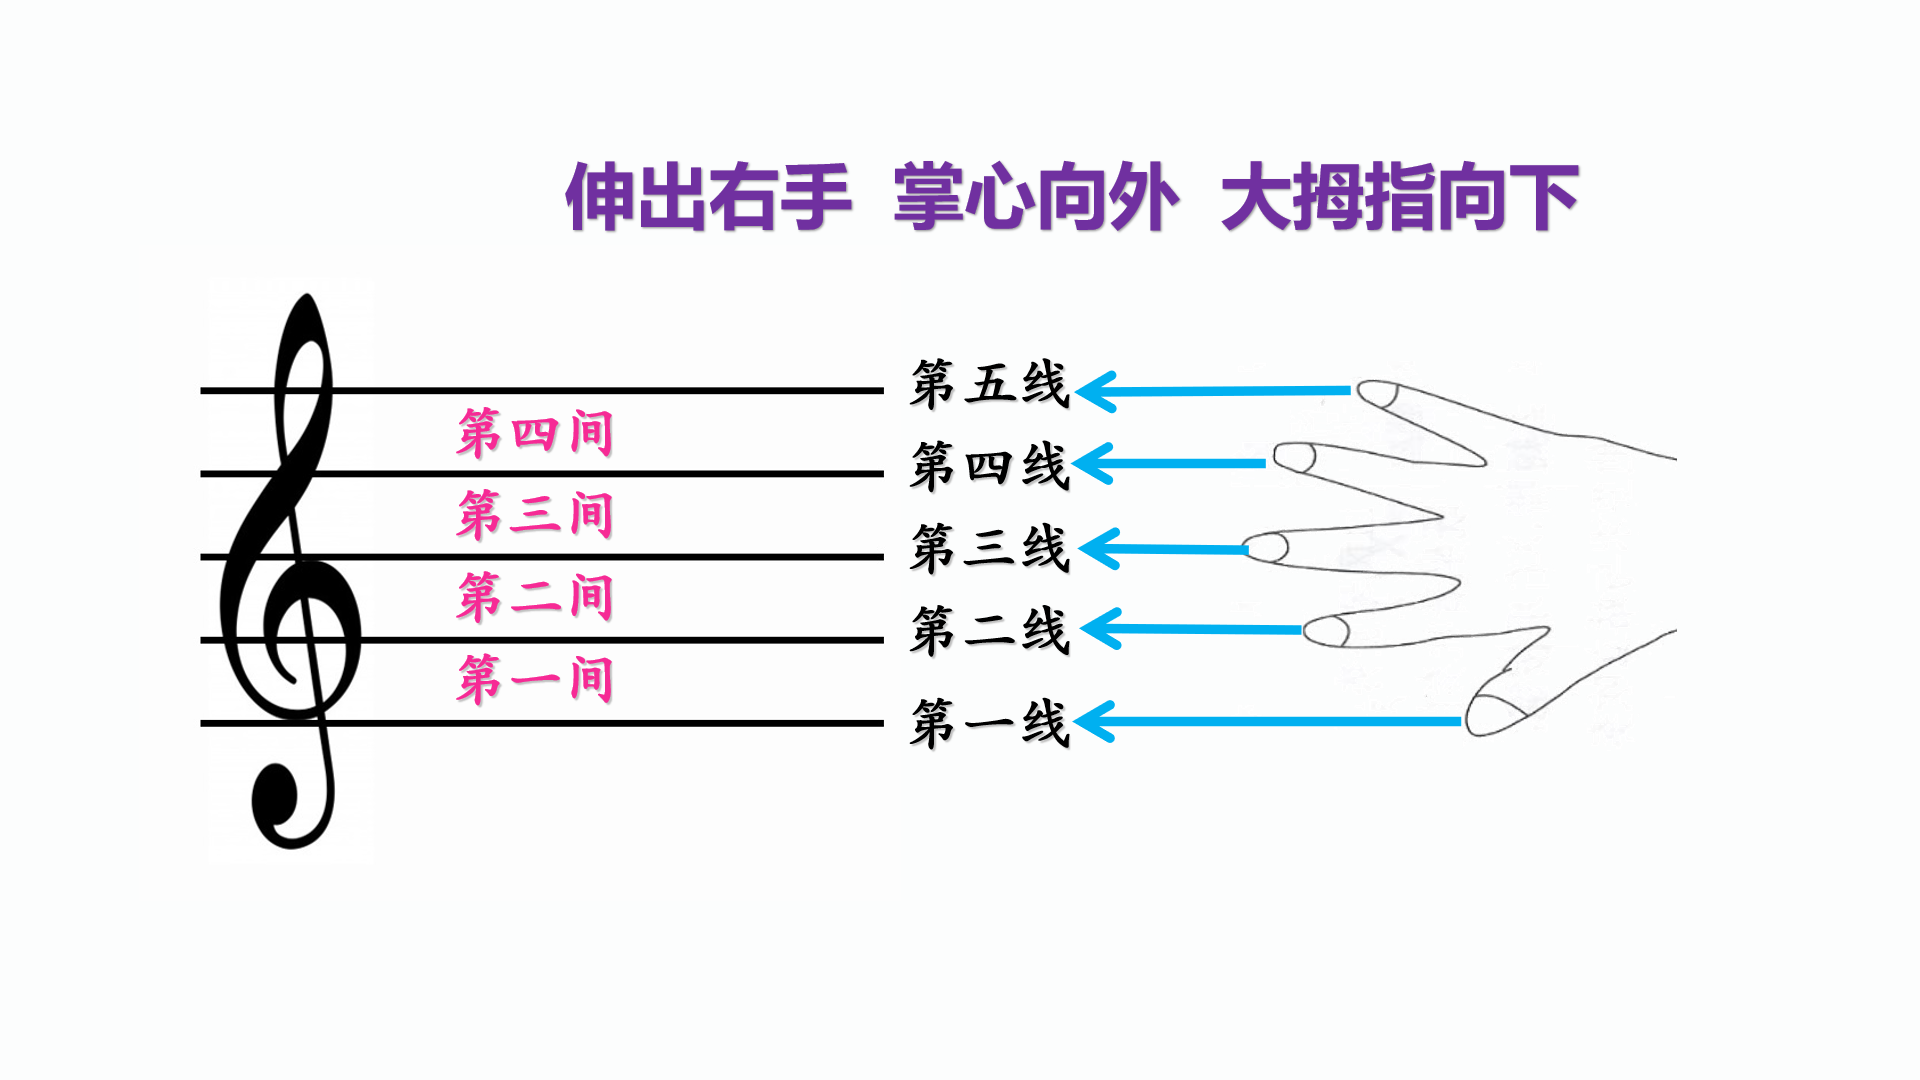 伸出右手 掌心向外 大拇指向下
第五线
第四间
第四线
第三间
第三线
第二间
第二线
第一间
第一线